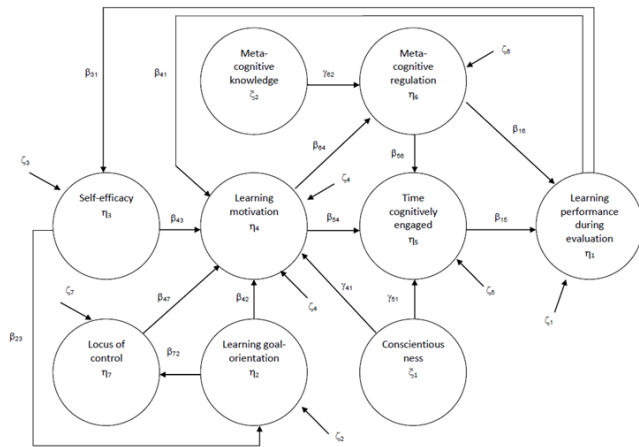 β31
β41
Meta-
cognitive
knowledge
ξ2
γ62
Meta-
cognitive
regulation
η6
ζ6
β64
β56
β16
ζ3
Self-efficacy
η3
β43
Learning
motivation
η4
ζ4
β54
Time
cognitively
engaged
η5
β15
Learning
performance
during
evaluation
η1
ζ7
β47
β42
ζ4
γ41
γ51
ζ5
ζ1
β23
Locus of
control
η7
β72
Learning goal-
orientation
η2
Conscientious
ness
ξ1
ζ2